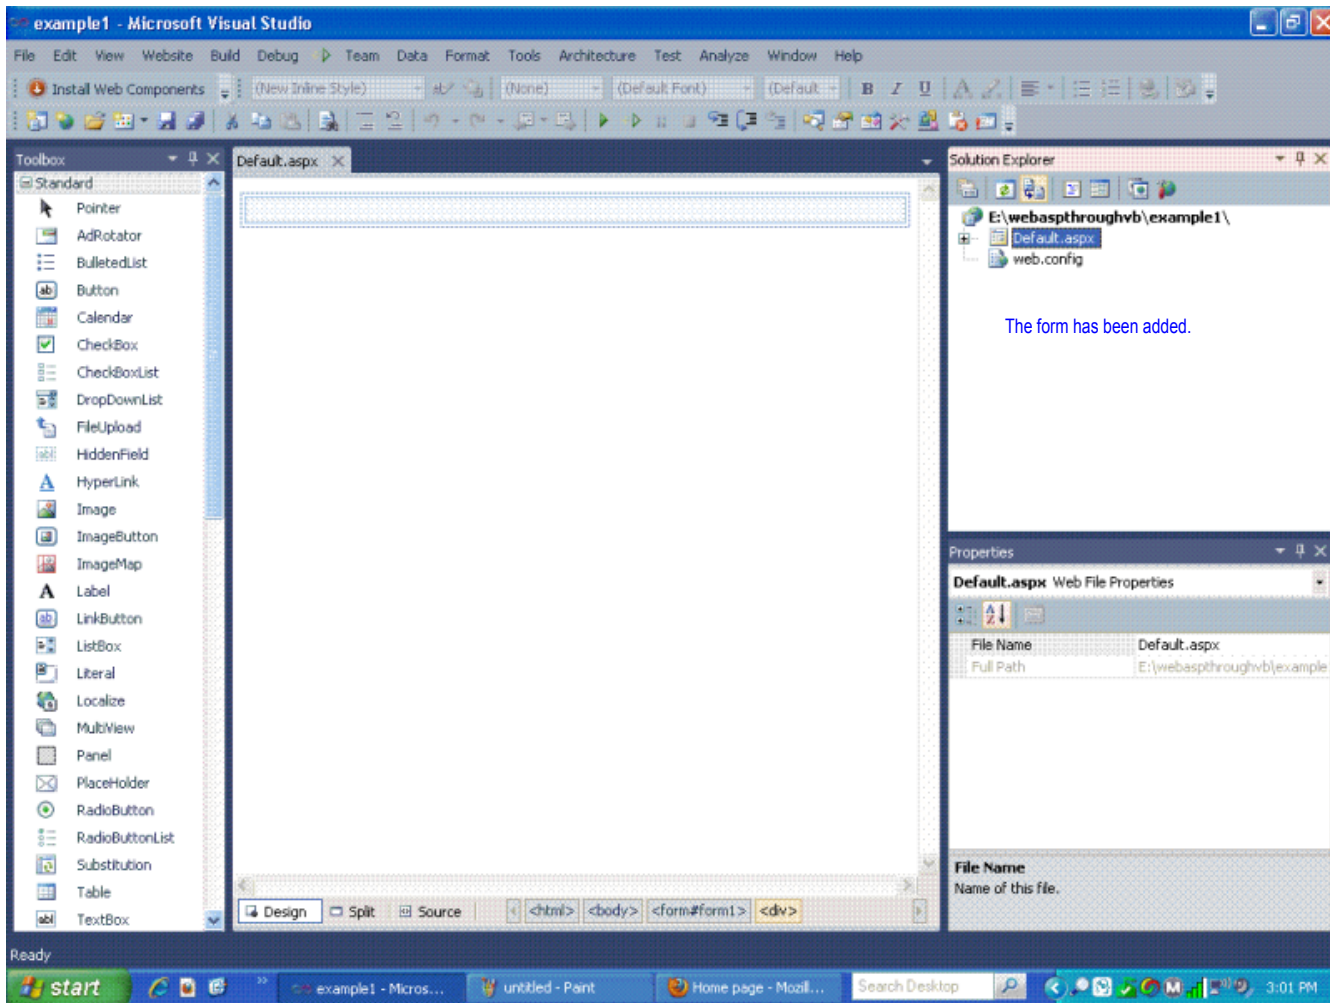 example1 - Microsoft Visual Studio
File Edit View Website Build Debug Team Data Format Tools Architecture Test Analyze Window Help
Install Web Components (New Inline Style) (None) (Default Font) (Default B I U
Toolbox
Default.aspx
Solution Explorer
Standard
Pointer
AdRotator
BulletedList
Button
Calendar
CheckBox
CheckBoxList
DropDownList
FileUpload
HiddenField
HyperLink
Image
ImageButton
ImageMap
Label
LinkButton
ListBox
Literal
Localize
MultiView
Panel
PlaceHolder
RadioButton
RadioButtonList
Substitution
Table
TextBox
E:\webaspthroughvb\example1\
Default.aspx
web.config
The form has been added.
Properties
Default.aspx Web File Properties
File Name Default.aspx
Full Path E:\webaspthroughvb\example
File Name
Name of this file.
Design Split Source <html> <body> <form#form1> <div>
Ready
start example1 - Micros... untitled - Paint Home page - Mozill... Search Desktop 3:01 PM